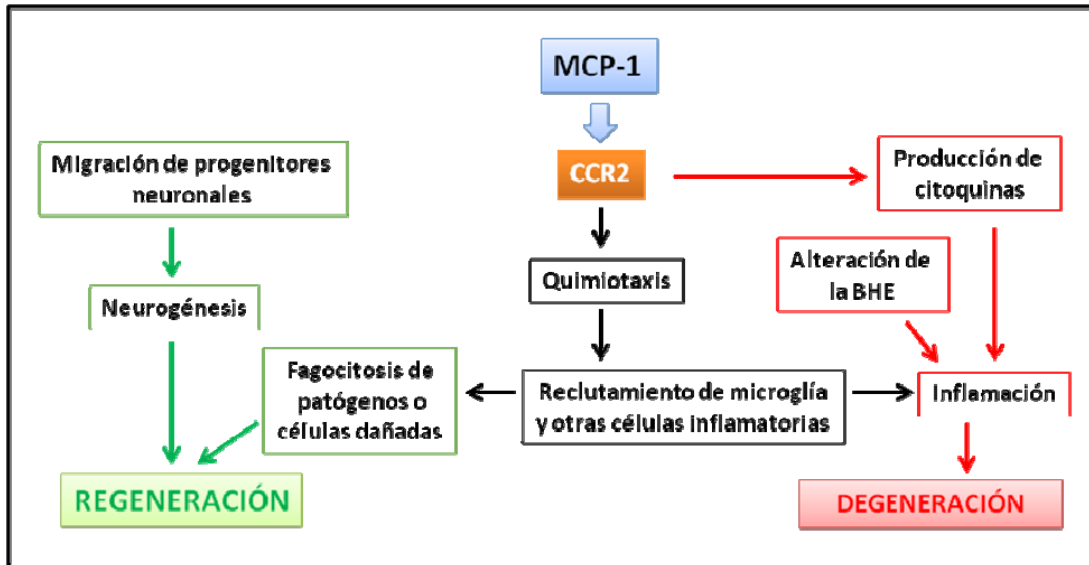 MCP-1
CCR2
Migración de progenitores
neuronales
Producción de
citoquinas
Quimiotaxis
Alteración de
la BHE
Neurogénesis
Fagocitosis de
patógenos o
células dañadas
Reclutamiento de microglía
y otras células inflamatorias
Inflamación
REGENERACIÓN
DEGENERACIÓN